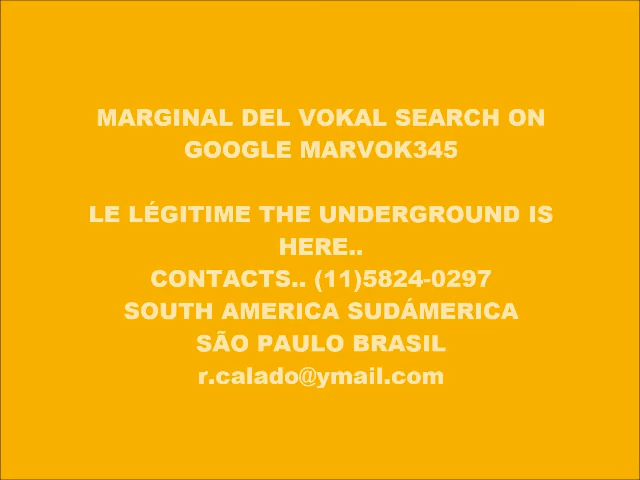 MARGINAL DEL VOKAL SEARCH ON
GOOGLE MARVOK345
LE LÉGITIME THE UNDERGROUND IS
HERE..
CONTACTS.. (11)5824-0297
SOUTH AMERICA SUDÁMERICA
SÃO PAULO BRASIL
r.calado@ymail.com